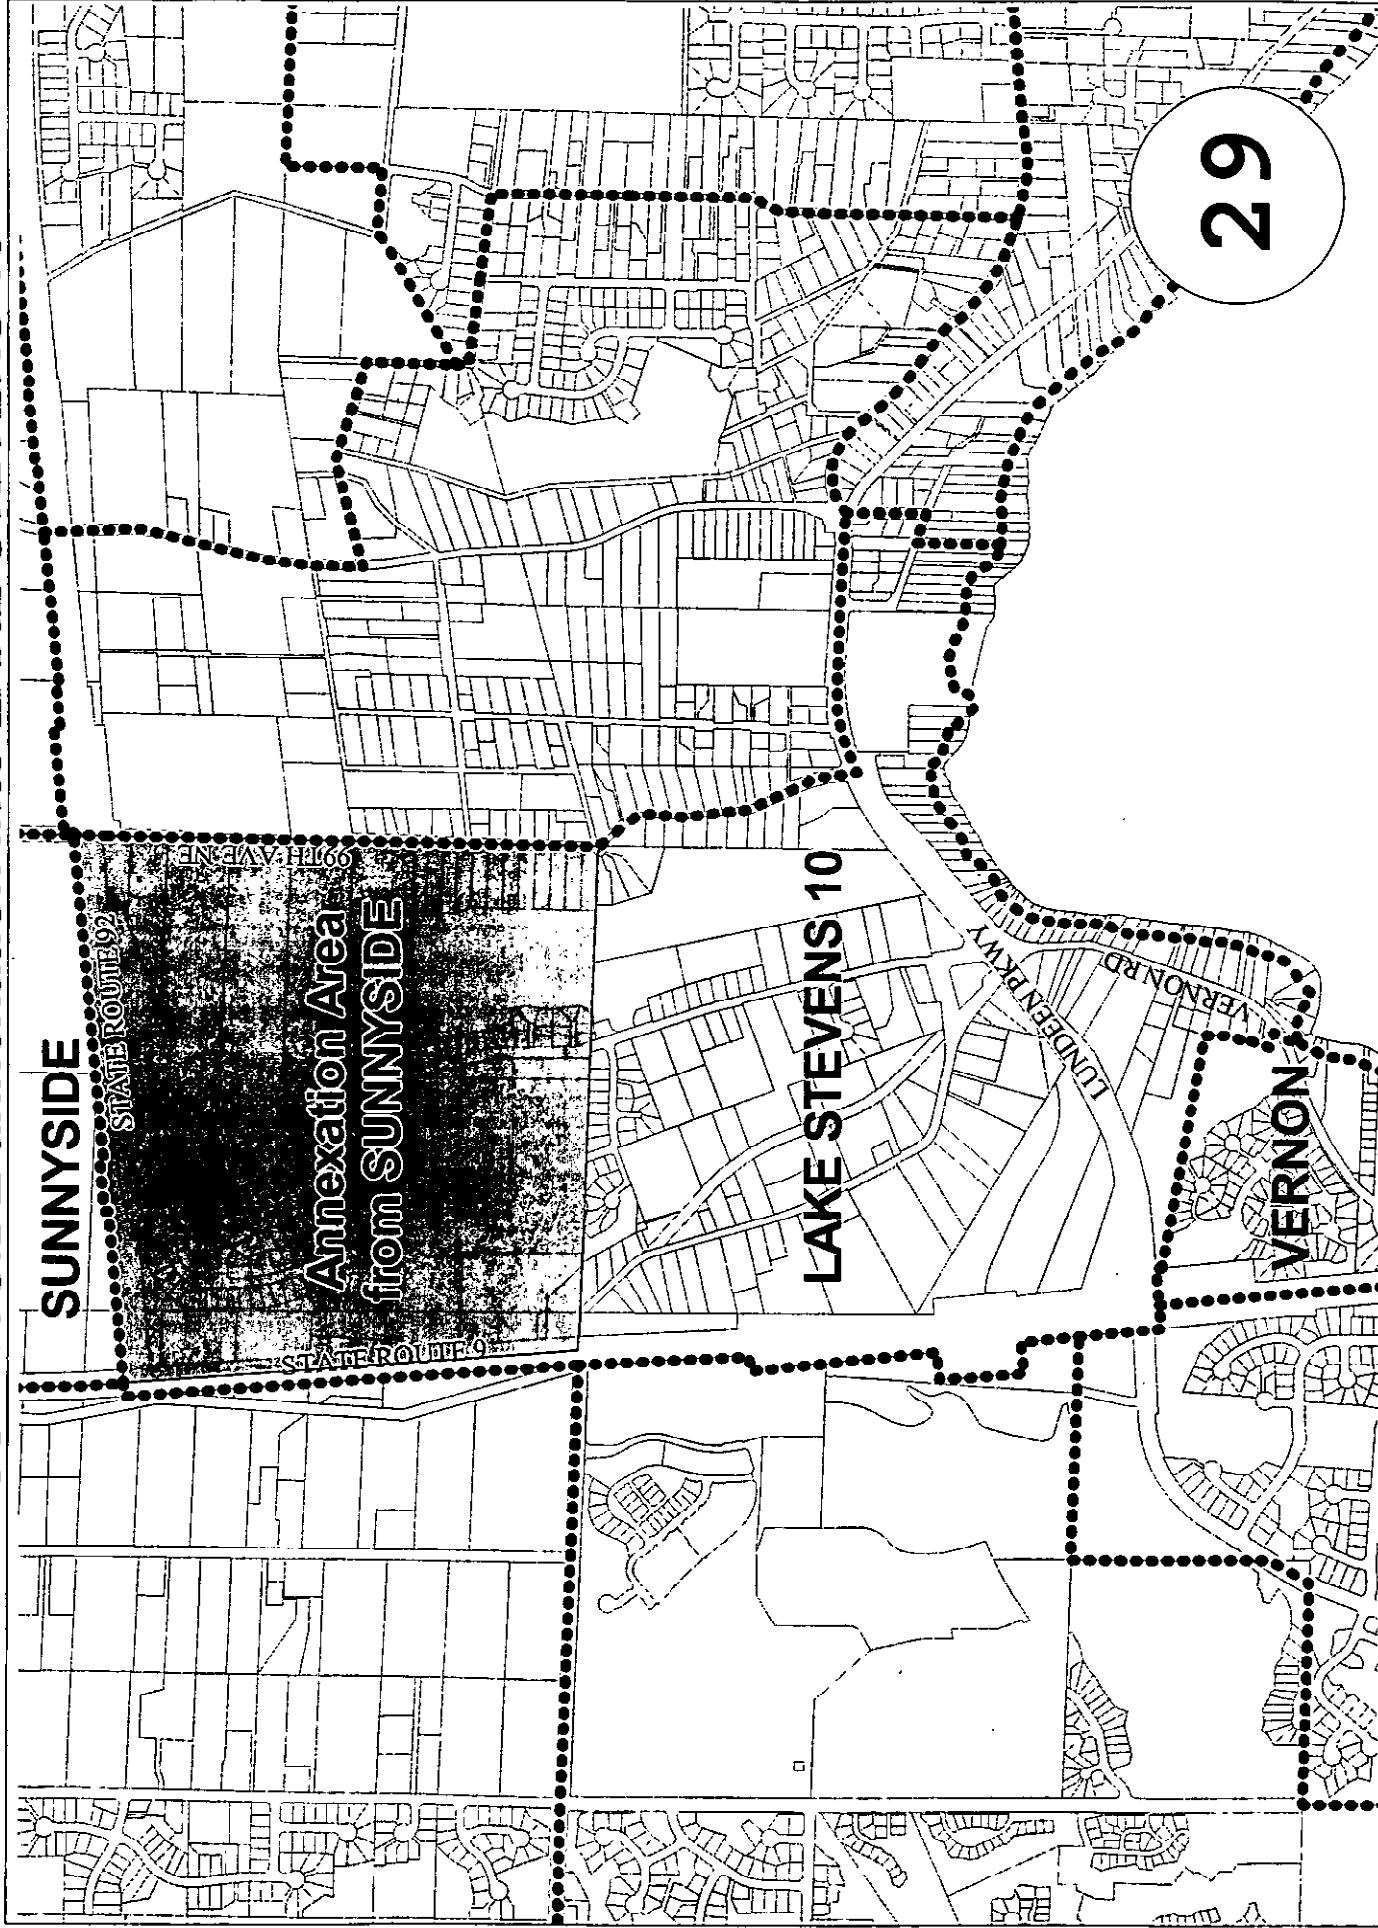 SUNNYSIDE
STATE ROUTE 92
99TH AVE NE
Annexation Area
from SUNNYSIDE
STATE ROUTE 9
LAKE STEVENS 10
LUNDEEN PKWY
VERNON RD
VERNON
29